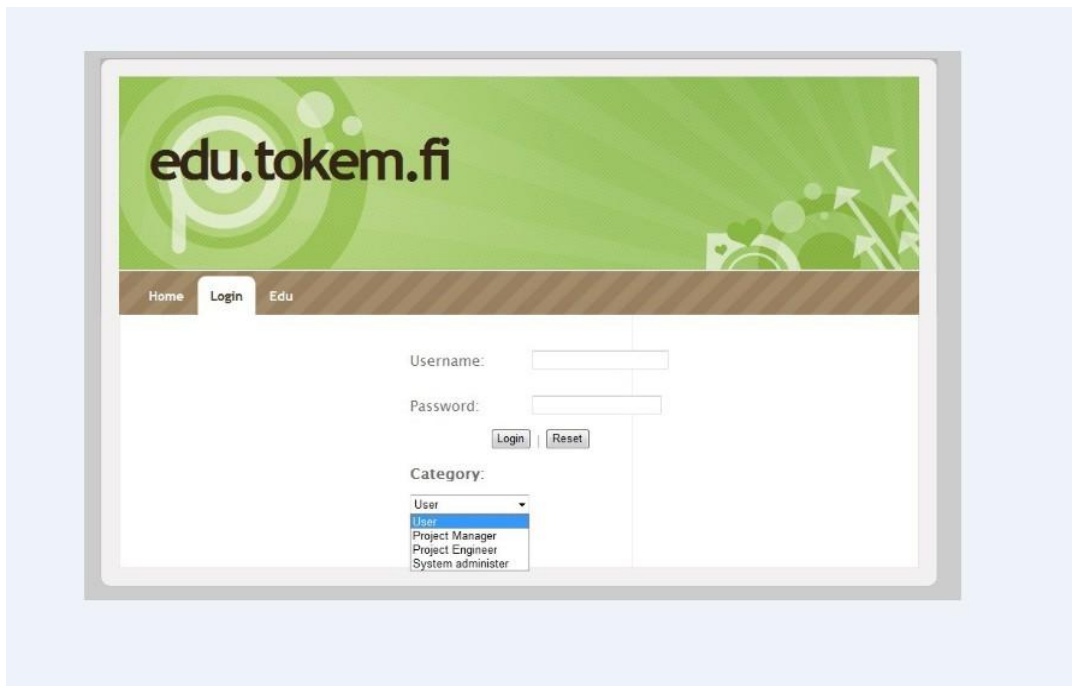 edu.tokem.fi
Home Login Edu
Username:
Password:
Login | Reset
Category:
User
User
Project Manager
Project Engineer
System administer